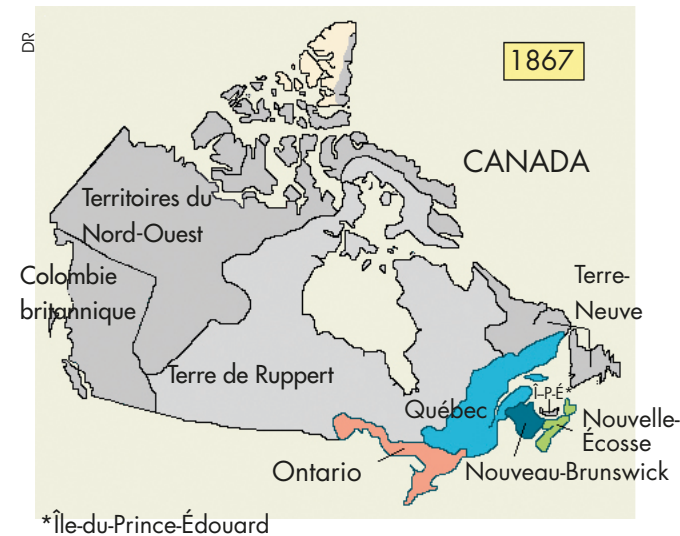 DR
1867
CANADA
Territoires du
Nord-Ouest
Colombie
britannique
Terre-
Neuve
Terre de Ruppert
Î-P-É*
Québec
Nouvelle-
Écosse
Ontario
Nouveau-Brunswick
*Île-du-Prince-Édouard